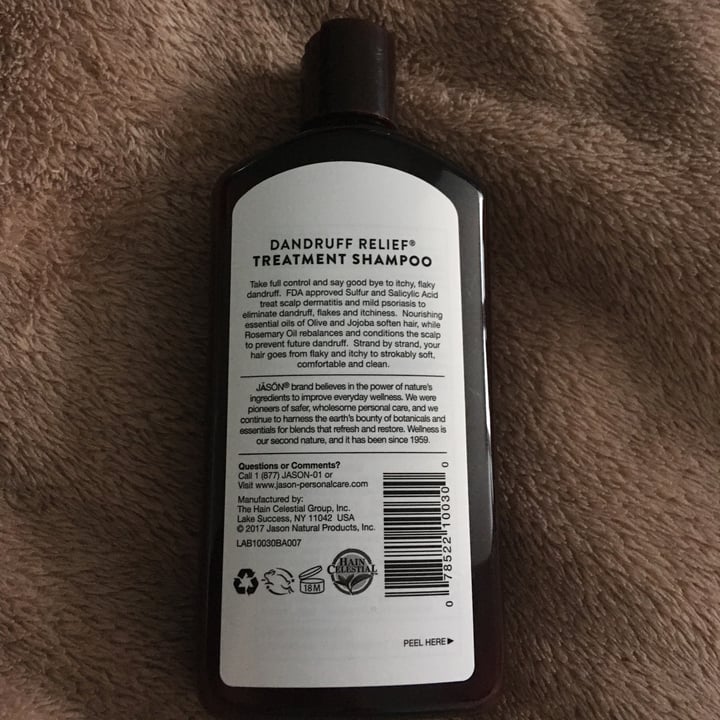 DANDRUFF RELIEF®
TREATMENT SHAMPOO
Take full control and say good bye to itchy, flaky
dandruff. FDA approved Sulfur and Salicylic Acid
treat scalp dermatitis and mild psoriasis to
eliminate dandruff, flakes and itchiness. Nourishing
essential oils of Olive and Jojoba soften hair, while
Rosemary Oil rebalances and conditions the scalp
to prevent future dandruff. Strand by strand, your
hair goes from flaky and itchy to strokably soft,
comfortable and clean.
JĀSÖN® brand believes in the power of nature's
ingredients to improve everyday wellness. We were
pioneers of safer, wholesome personal care, and we
continue to harness the earth's bounty of botanicals and
essentials for blends that refresh and restore. Wellness is
our second nature, and it has been since 1959.
Questions or Comments?
Call 1 (877) JASON-01 or
Visit www.jason-personalcare.com
Manufactured by:
The Hain Celestial Group, Inc.
Lake Success, NY 11042 USA
© 2017 Jason Natural Products, Inc.
LAB10030BA007
18M
HAIN
CELESTIAL
0 78522 10030 0
PEEL HERE▶